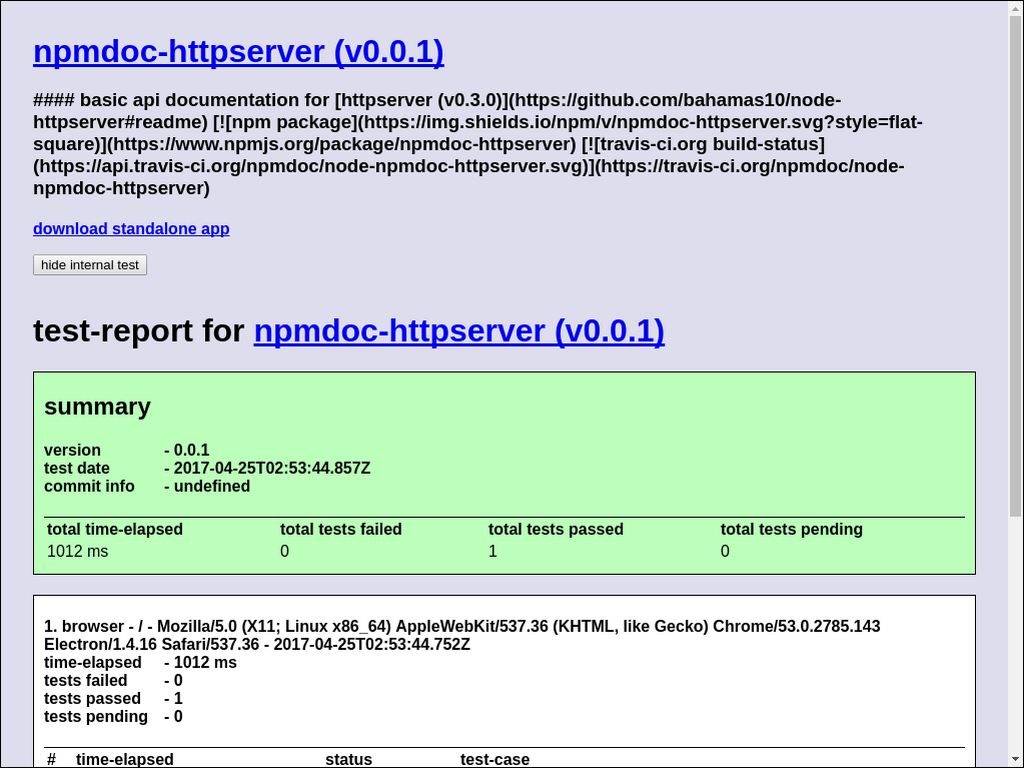 npmdoc-httpserver (v0.0.1)
#### basic api documentation for [httpserver (v0.3.0)](https://github.com/bahamas10/node-
httpserver#readme) [![npm package](https://img.shields.io/npm/v/npmdoc-httpserver.svg?style=flat-
square)](https://www.npmjs.org/package/npmdoc-httpserver) [![travis-ci.org build-status]
(https://api.travis-ci.org/npmdoc/node-npmdoc-httpserver.svg)](https://travis-ci.org/npmdoc/node-
npmdoc-httpserver)
download standalone app
hide internal test
test-report for npmdoc-httpserver (v0.0.1)
summary
version - 0.0.1
test date - 2017-04-25T02:53:44.857Z
commit info - undefined
total time-elapsed total tests failed total tests passed total tests pending
1012 ms 0 1 0
1. browser - / - Mozilla/5.0 (X11; Linux x86_64) AppleWebKit/537.36 (KHTML, like Gecko) Chrome/53.0.2785.143
Electron/1.4.16 Safari/537.36 - 2017-04-25T02:53:44.752Z
time-elapsed - 1012 ms
tests failed - 0
tests passed - 1
tests pending - 0
# time-elapsed status test-case